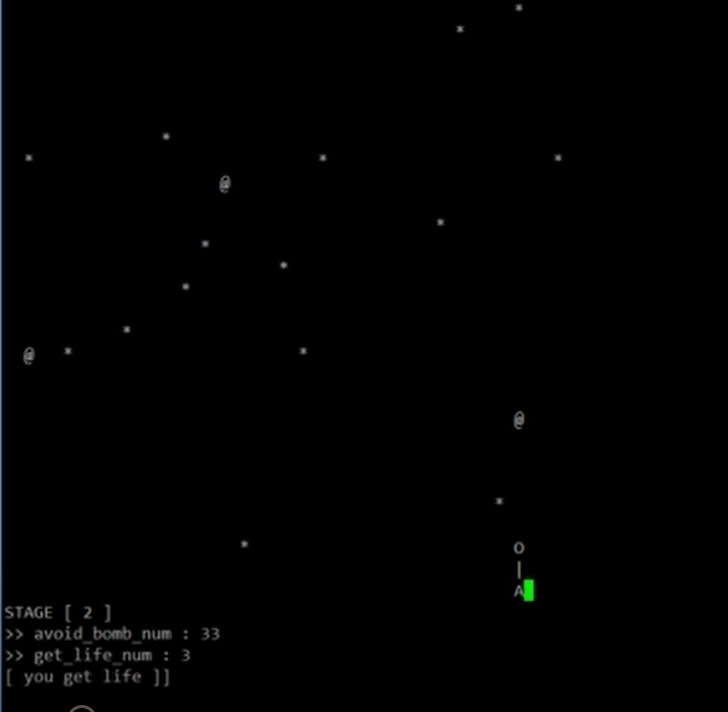 *
*
*
* * *
@
*
*
*
*
*
@ * *
@
*
*
O
|
A
STAGE [ 2 ]
>> avoid_bomb_num : 33
>> get_life_num : 3
[ you get life ]]